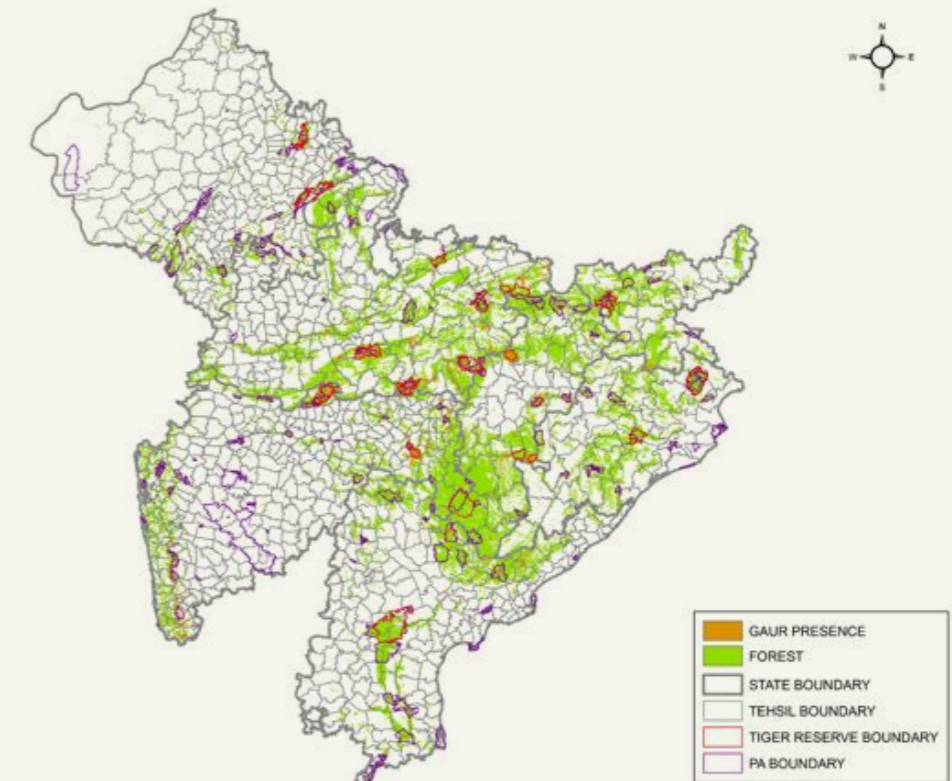 N
W E
S
GAUR PRESENCE
FOREST
STATE BOUNDARY
TEHSIL BOUNDARY
TIGER RESERVE BOUNDARY
PA BOUNDARY